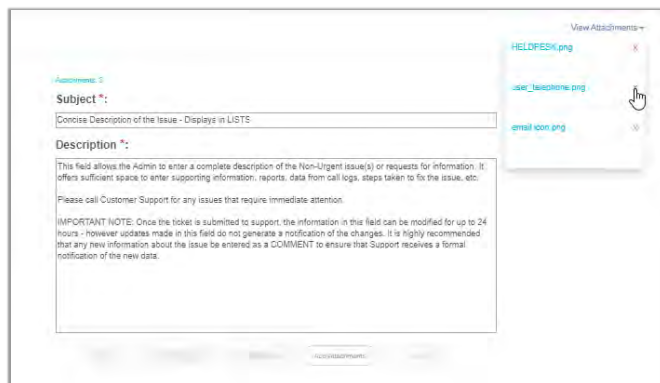 View Attachments
HELDFESK.png X
user_telephone.png
email icon.png X
Attachments: 3
Subject *:
Concise Description of the Issue - Displays in LISTS
Description *:
This field allows the Admin to enter a complete description of the Non-Urgent issue(s) or requests for information. It
offers sufficient space to enter supporting information, reports, data from call logs, steps taken to fix the issue, etc.
Please call Customer Support for any issues that require immediate attention.
IMPORTANT NOTE: Once the ticket is submitted to support, the information in this field can be modified for up to 24
hours - however updates made in this field do not generate a notification of the changes. It is highly recommended
that any new information about the issue be entered as a COMMENT to ensure that Support receives a formal
notification of the new data.